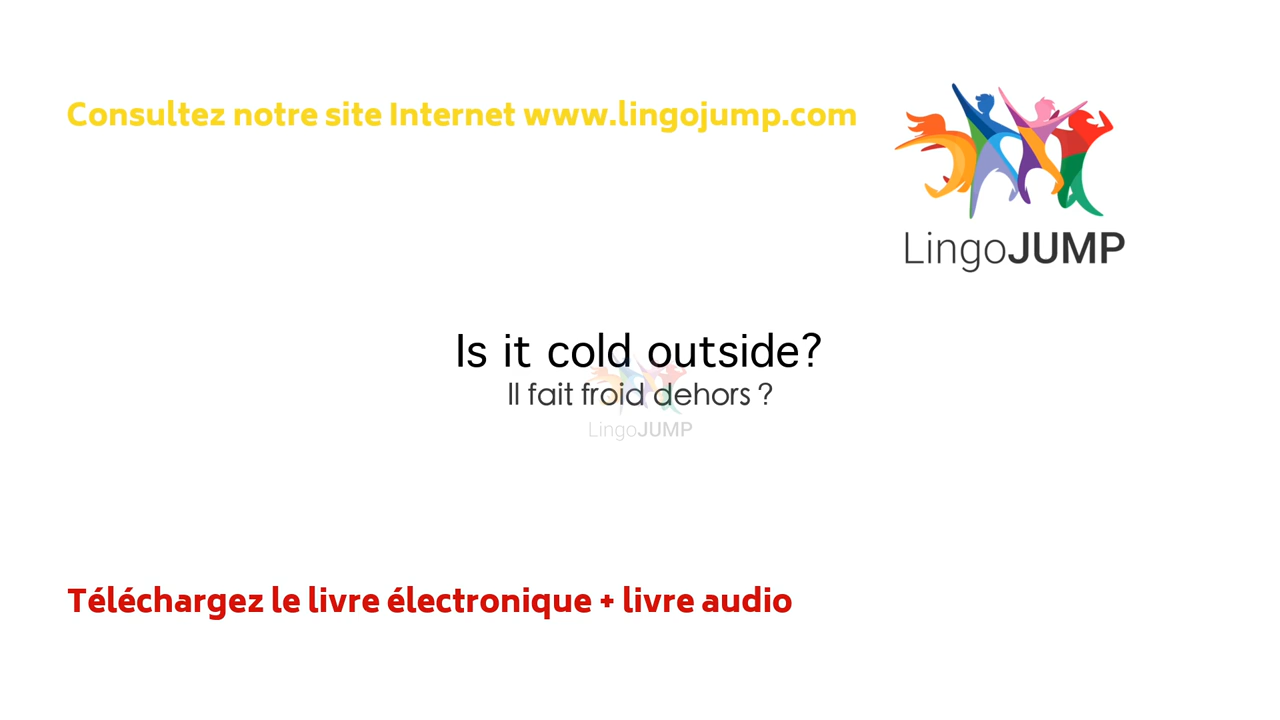 Consultez notre site Internet www.lingojump.com
LingoJUMP
Is it cold outside?
Il fait froid dehors ?
LingoJUMP
Téléchargez le livre électronique + livre audio